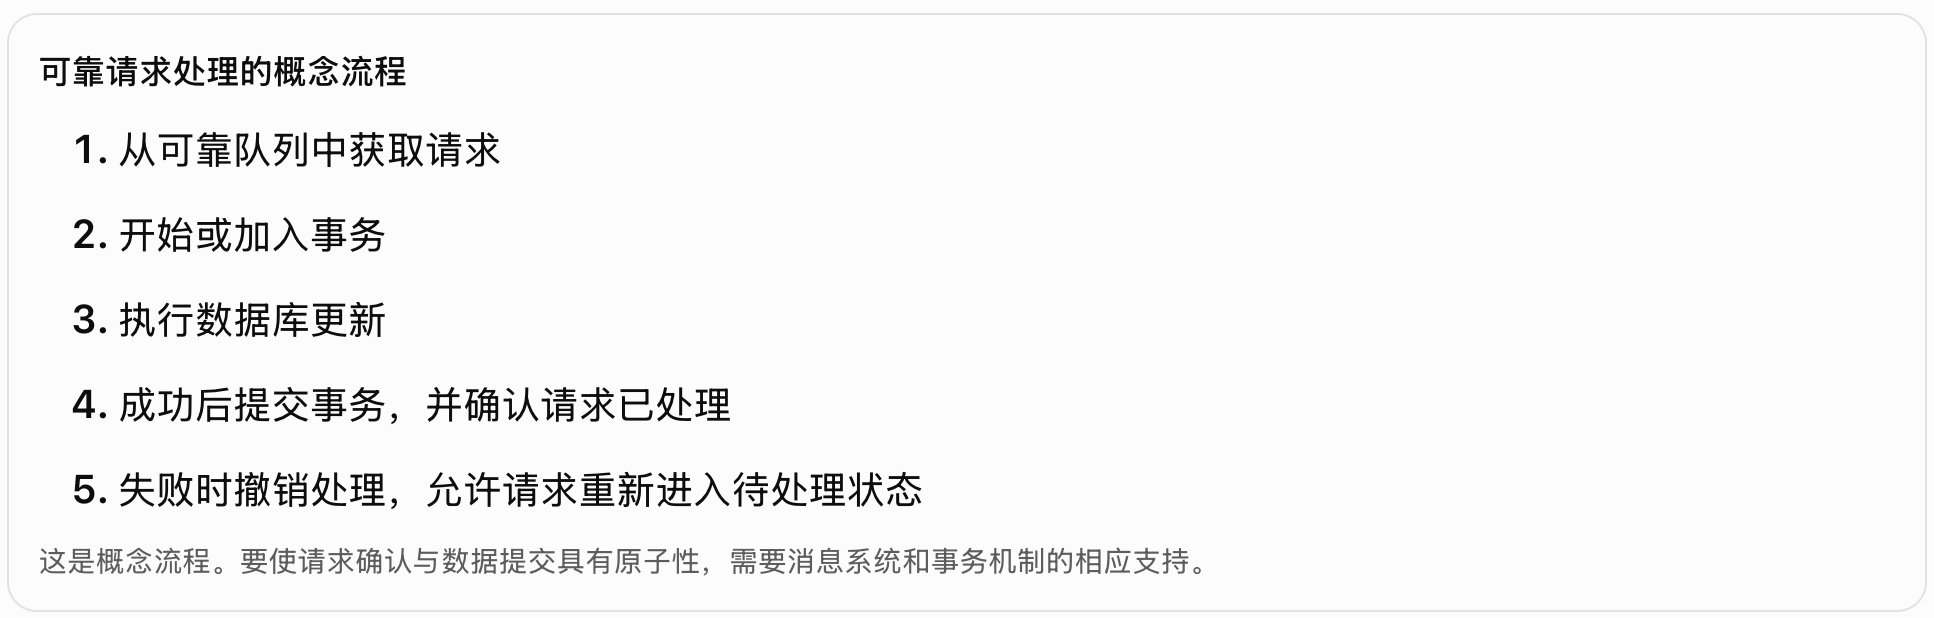 可靠请求处理的概念流程
1. 从可靠队列中获取请求
2. 开始或加入事务
3. 执行数据库更新
4. 成功后提交事务，并确认请求已处理
5. 失败时撤销处理，允许请求重新进入待处理状态
这是概念流程。要使请求确认与数据提交具有原子性，需要消息系统和事务机制的相应支持。